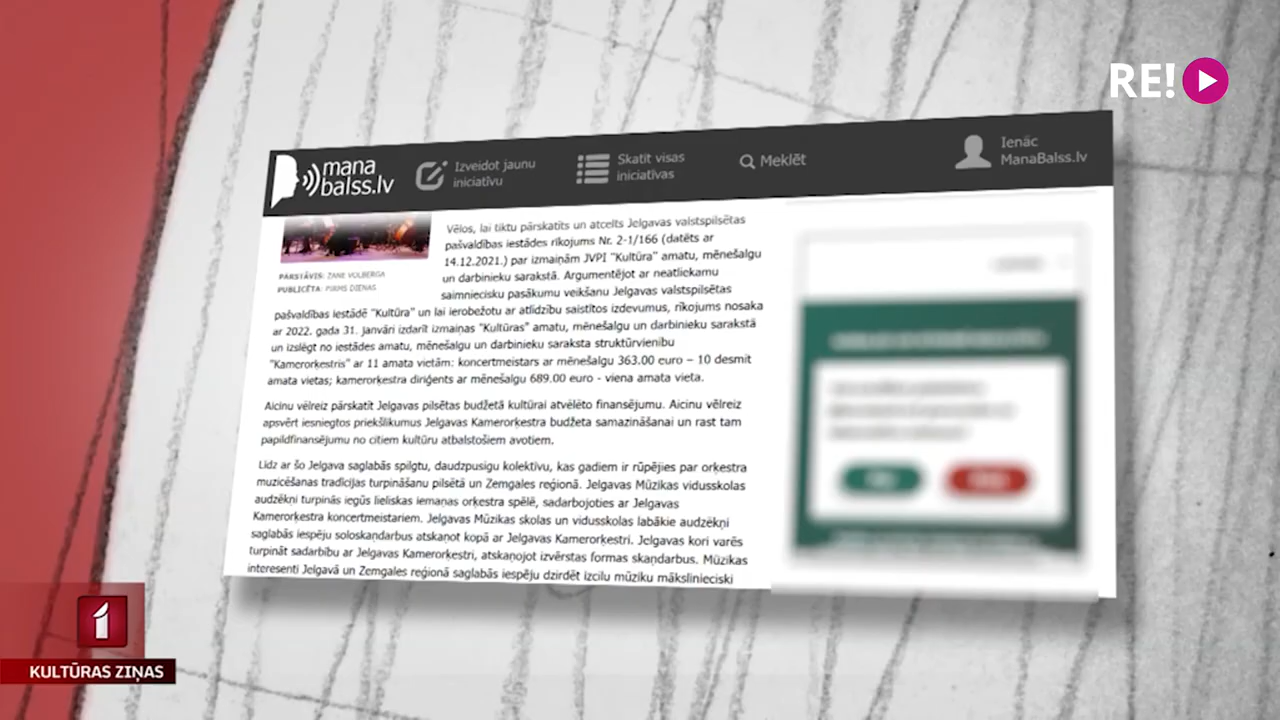 RE!
mana
balss.lv
Izveidot jaunu
iniciatīvu
Skatīt visas
iniciatīvas
Meklēt
Ienāc
ManaBalss.lv
PĀRSTĀVIS: ZANE VOLBERGA
PUBLICĒTA: PIRMS DIENAS
Vēlos, lai tiktu pārskatīts un atcelts Jelgavas valstspilsētas
pašvaldības iestādes rīkojums Nr. 2-1/166 (datēts ar
14.12.2021.) par izmaiņām JVPI "Kultūra" amatu, mēnešalgu
un darbinieku sarakstā. Argumentējot ar neatliekamu
saimniecisku pasākumu veikšanu Jelgavas valstspilsētas
pašvaldības iestādē "Kultūra" un lai ierobežotu ar atlīdzību saistītos izdevumus, rīkojums nosaka
ar 2022. gada 31. janvāri izdarīt izmaiņas "Kultūras" amatu, mēnešalgu un darbinieku sarakstā
un izslēgt no iestādes amatu, mēnešalgu un darbinieku saraksta struktūrvienību
"Kamerorķestris" ar 11 amata vietām: koncertmeistars ar mēnešalgu 363.00 euro – 10 desmit
amata vietas; kamerorķestra diriģents ar mēnešalgu 689.00 euro - viena amata vieta.
Aicinu vēlreiz pārskatīt Jelgavas pilsētas budžetā kultūrai atvēlēto finansējumu. Aicinu vēlreiz
apsvērt iesniegtos priekšlikumus Jelgavas Kamerorķestra budžeta samazināšanai un rast tam
papildfinansējumu no citiem kultūru atbalstošiem avotiem.
Līdz ar šo Jelgava saglabās spilgtu, daudzpusīgu kolektīvu, kas gadiem ir rūpējies par orķestra
muzicēšanas tradīcijas turpināšanu pilsētā un Zemgales reģionā. Jelgavas Mūzikas vidusskolas
audzēkņi turpinās iegūs lieliskas iemaņas orķestra spēlē, sadarbojoties ar Jelgavas
Kamerorķestra koncertmeistariem. Jelgavas Mūzikas skolas un vidusskolas labākie audzēkņi
saglabās iespēju soloskaņdarbus atskaņot kopā ar Jelgavas Kamerorķestri. Jelgavas kori varēs
turpināt sadarbību ar Jelgavas Kamerorķestri, atskaņojot izvērstas formas skaņdarbus. Mūzikas
interesenti Jelgavā un Zemgales reģionā saglabās iespēju dzirdēt izcilu mūziku mākslinieciski
1
KULTŪRAS ZIŅAS